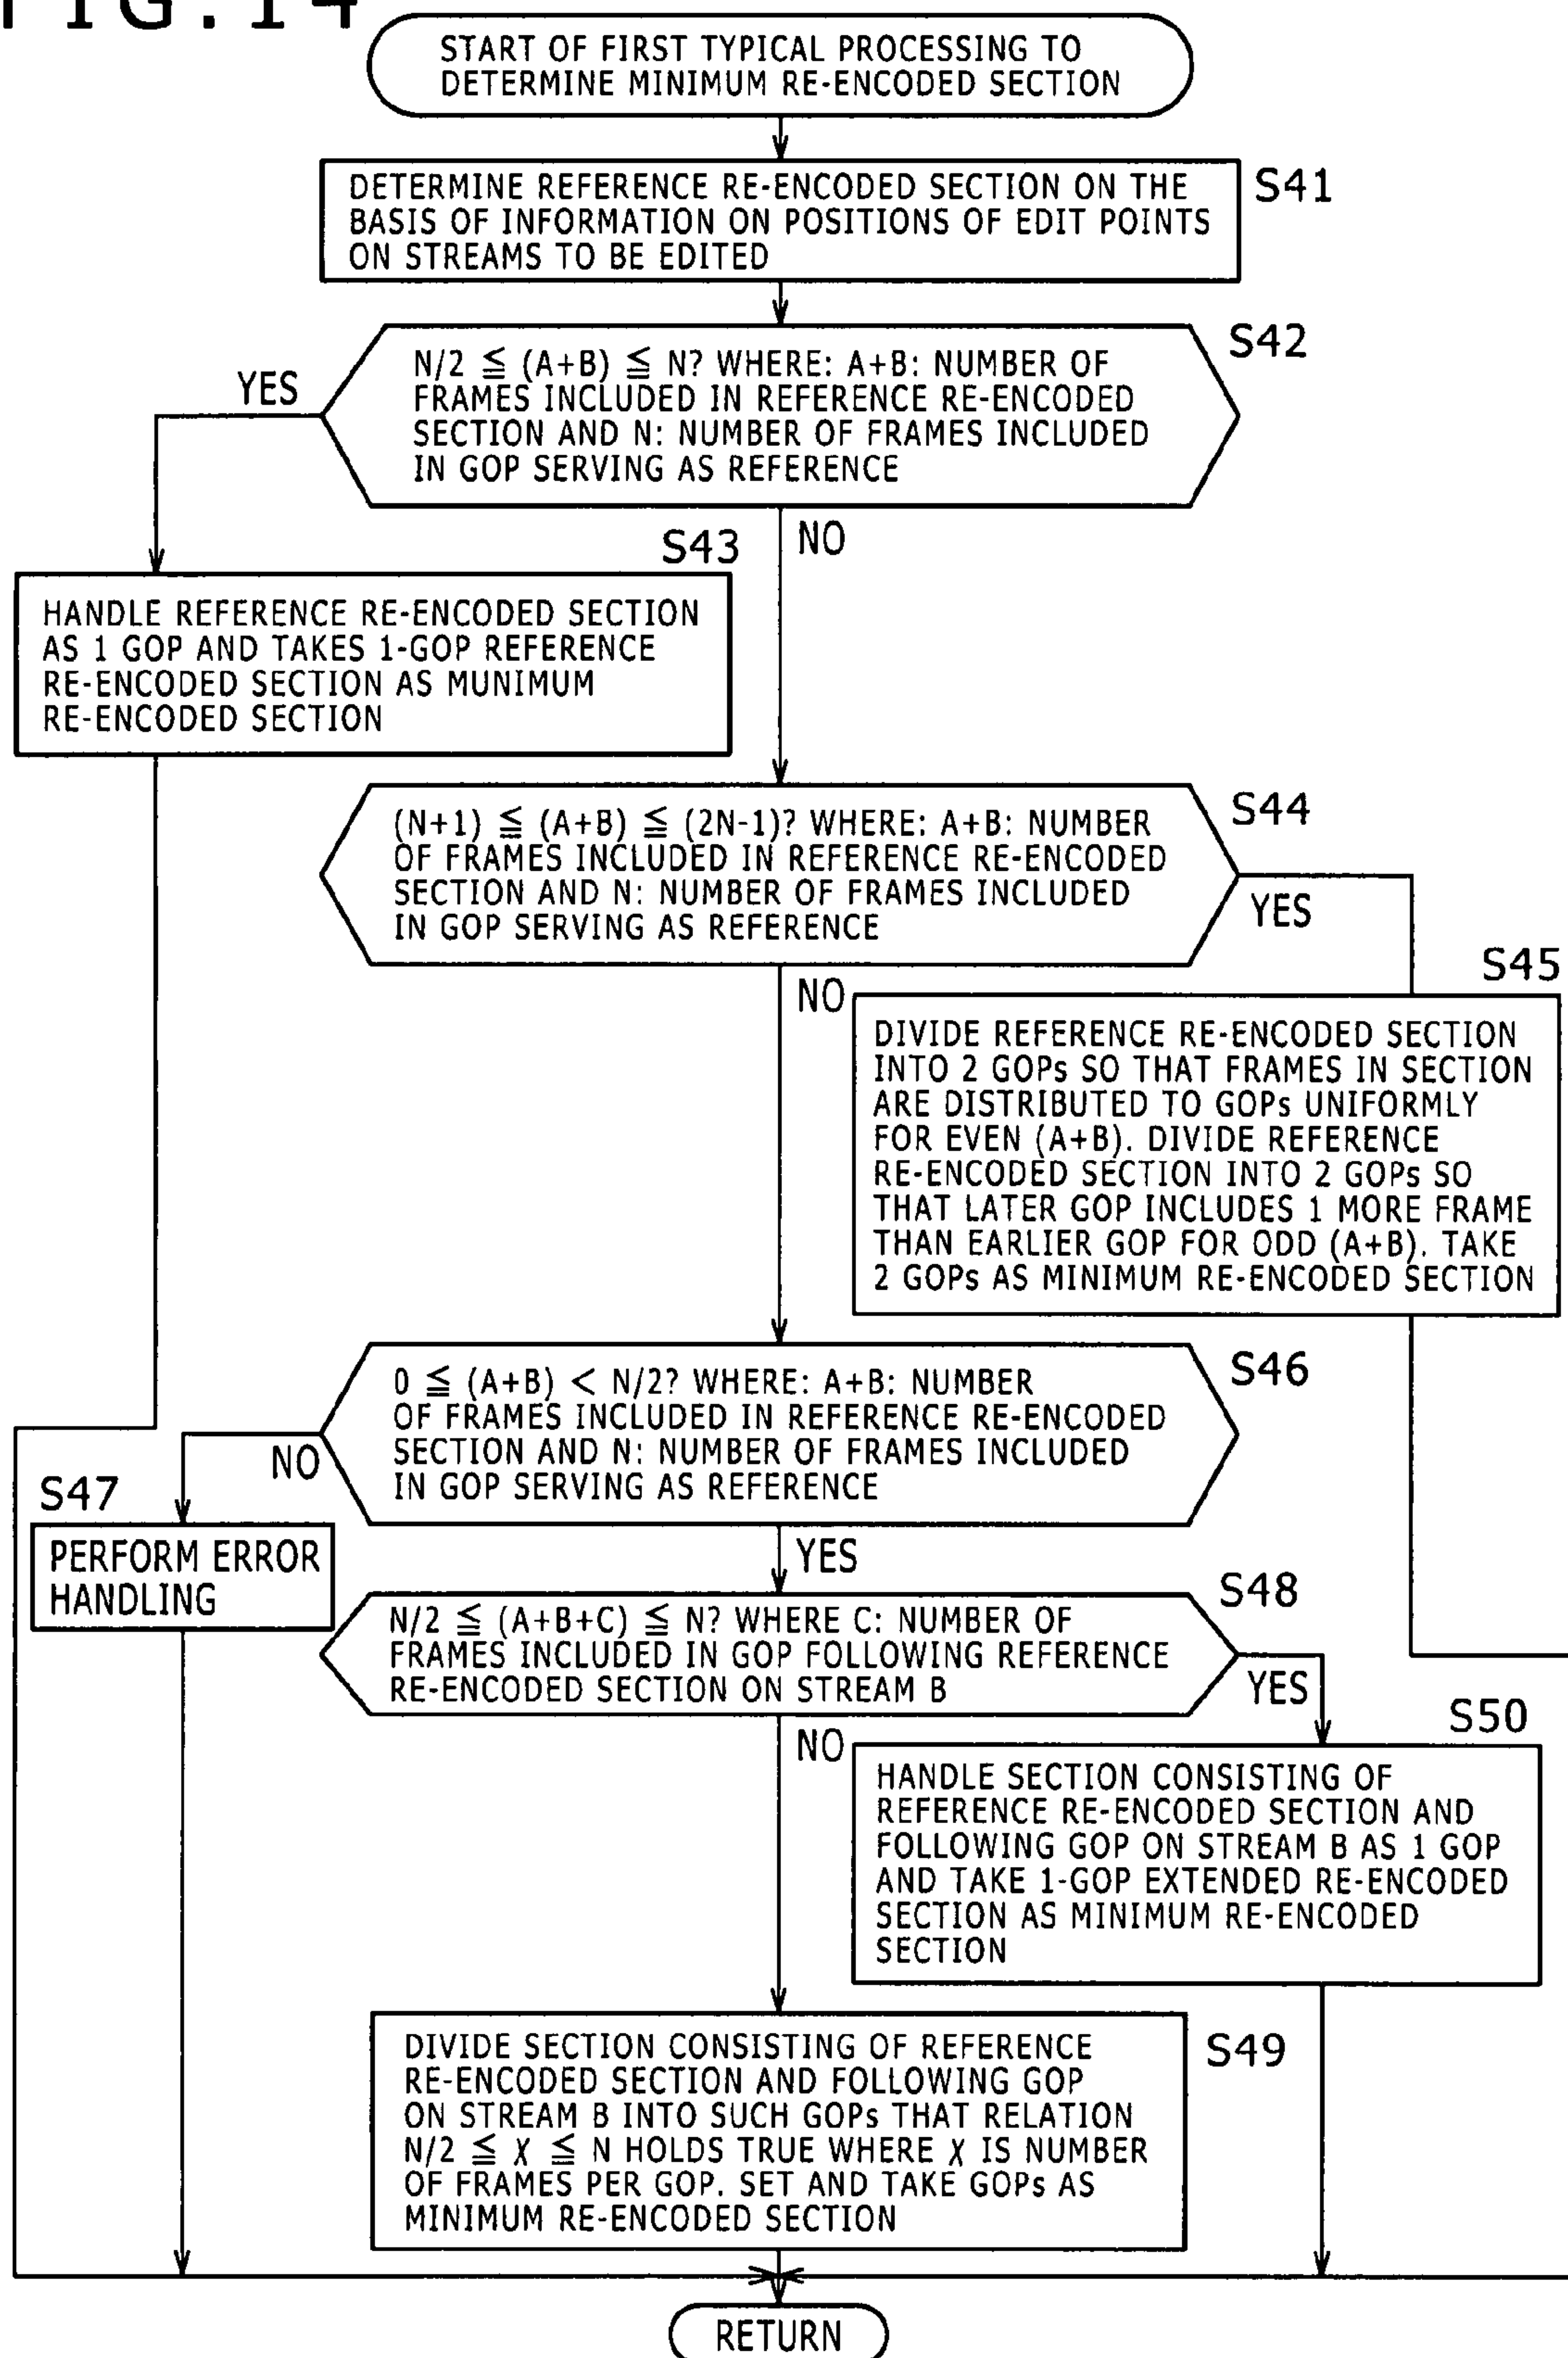 FIG.14
START OF FIRST TYPICAL PROCESSING TO
DETERMINE MINIMUM RE-ENCODED SECTION
S41
DETERMINE REFERENCE RE-ENCODED SECTION ON THE
BASIS OF INFORMATION ON POSITIONS OF EDIT POINTS
ON STREAMS TO BE EDITED
S42
N/2 ≦ (A+B) ≦ N? WHERE: A+B: NUMBER OF
FRAMES INCLUDED IN REFERENCE RE-ENCODED
SECTION AND N: NUMBER OF FRAMES INCLUDED
IN GOP SERVING AS REFERENCE
YES
NO
S43
HANDLE REFERENCE RE-ENCODED SECTION
AS 1 GOP AND TAKES 1-GOP REFERENCE
RE-ENCODED SECTION AS MUNIMUM
RE-ENCODED SECTION
S44
(N+1) ≦ (A+B) ≦ (2N-1)? WHERE: A+B: NUMBER
OF FRAMES INCLUDED IN REFERENCE RE-ENCODED
SECTION AND N: NUMBER OF FRAMES INCLUDED
IN GOP SERVING AS REFERENCE
YES
NO
S45
DIVIDE REFERENCE RE-ENCODED SECTION
INTO 2 GOPs SO THAT FRAMES IN SECTION
ARE DISTRIBUTED TO GOPs UNIFORMLY
FOR EVEN (A+B). DIVIDE REFERENCE
RE-ENCODED SECTION INTO 2 GOPs SO
THAT LATER GOP INCLUDES 1 MORE FRAME
THAN EARLIER GOP FOR ODD (A+B). TAKE
2 GOPs AS MINIMUM RE-ENCODED SECTION
S46
0 ≦ (A+B) < N/2? WHERE: A+B: NUMBER
OF FRAMES INCLUDED IN REFERENCE RE-ENCODED
SECTION AND N: NUMBER OF FRAMES INCLUDED
IN GOP SERVING AS REFERENCE
NO
YES
S47
PERFORM ERROR
HANDLING
S48
N/2 ≦ (A+B+C) ≦ N? WHERE C: NUMBER OF
FRAMES INCLUDED IN GOP FOLLOWING REFERENCE
RE-ENCODED SECTION ON STREAM B
YES
NO
S50
HANDLE SECTION CONSISTING OF
REFERENCE RE-ENCODED SECTION AND
FOLLOWING GOP ON STREAM B AS 1 GOP
AND TAKE 1-GOP EXTENDED RE-ENCODED
SECTION AS MINIMUM RE-ENCODED
SECTION
S49
DIVIDE SECTION CONSISTING OF REFERENCE
RE-ENCODED SECTION AND FOLLOWING GOP
ON STREAM B INTO SUCH GOPs THAT RELATION
N/2 ≦ χ ≦ N HOLDS TRUE WHERE χ IS NUMBER
OF FRAMES PER GOP. SET AND TAKE GOPs AS
MINIMUM RE-ENCODED SECTION
RETURN